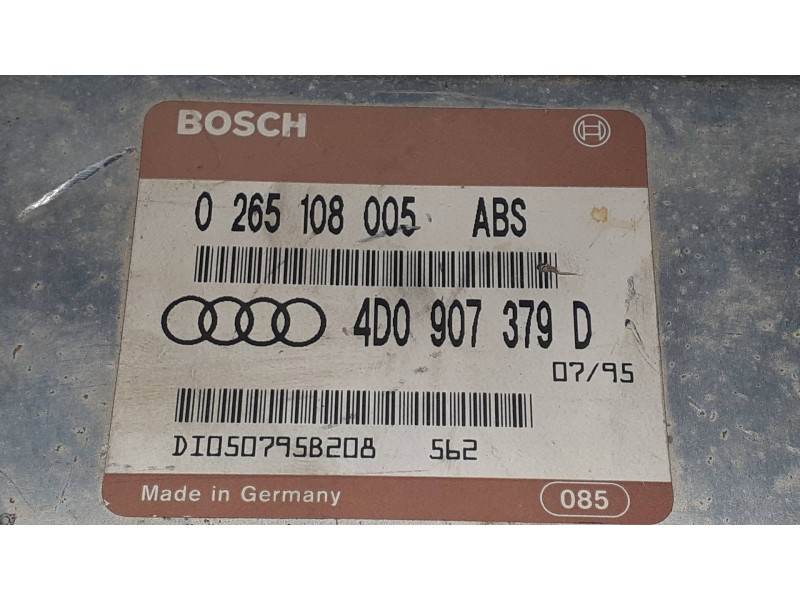 BOSCH
0 265 108 005 ABS
4D0 907 379 D
07/95
DI050795B208 562
Made in Germany 085